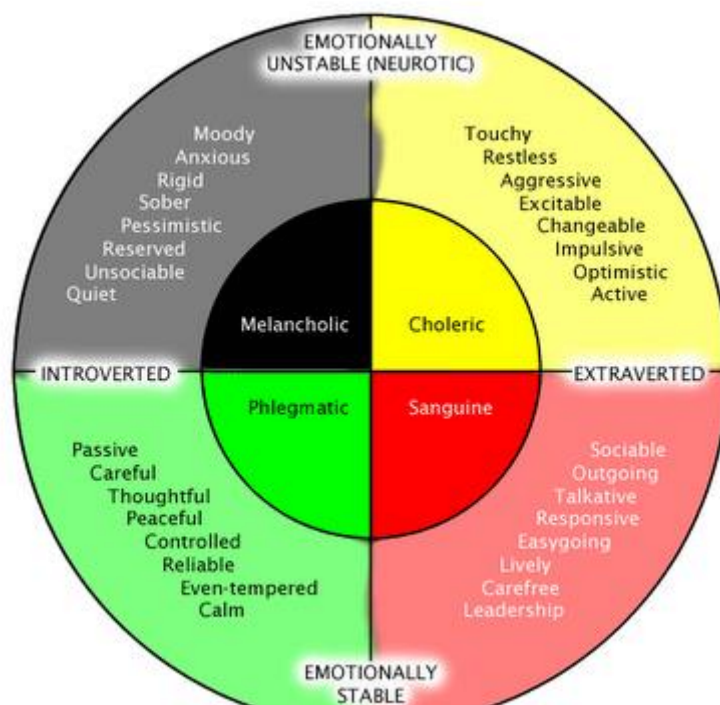 EMOTIONALLY
UNSTABLE (NEUROTIC)
Moody
Anxious
Rigid
Sober
Pessimistic
Reserved
Unsociable
Quiet
Touchy
Restless
Aggressive
Excitable
Changeable
Impulsive
Optimistic
Active
Melancholic
Choleric
INTROVERTED
EXTRAVERTED
Phlegmatic
Sanguine
Passive
Careful
Thoughtful
Peaceful
Controlled
Reliable
Even-tempered
Calm
Sociable
Outgoing
Talkative
Responsive
Easygoing
Lively
Carefree
Leadership
EMOTIONALLY
STABLE